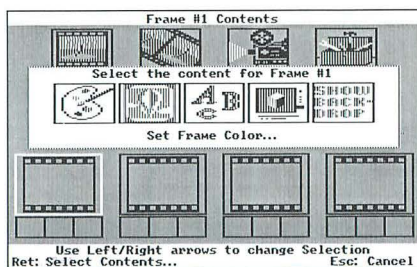 Frame #1 Contents
Select the content for Frame #1
A B C
SHOW
BACK-
DROP
Set Frame Color...
Use Left/Right arrows to change Selection
Ret: Select Contents... Esc: Cancel